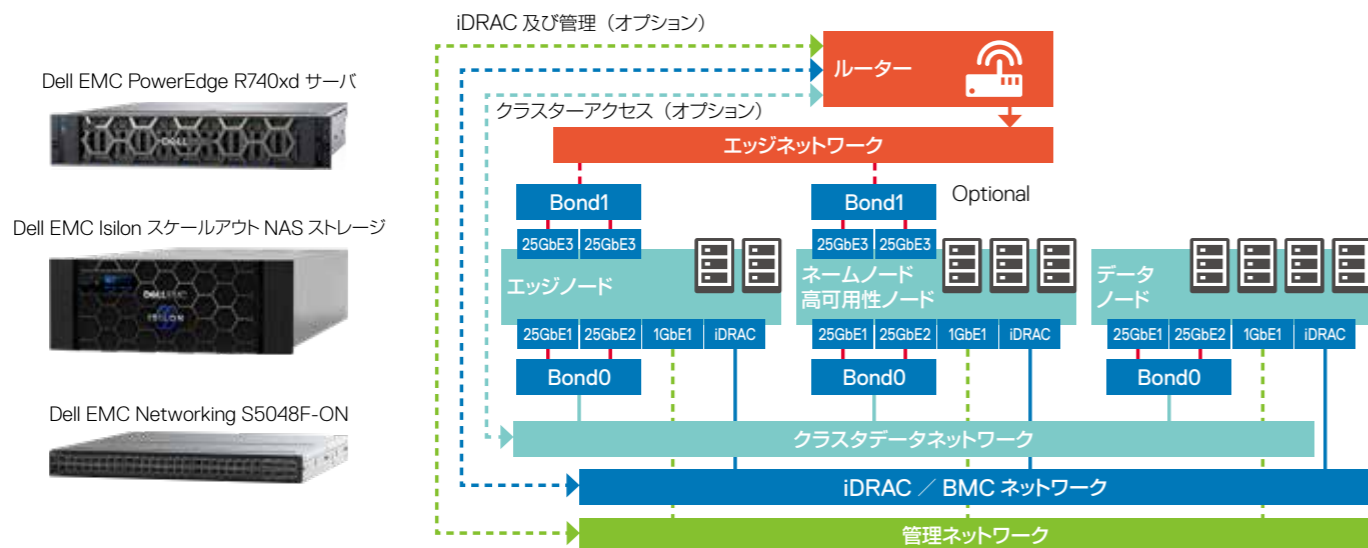 iDRAC 及び管理（オプション）
ルーター
Dell EMC PowerEdge R740xd サーバ
DELL
クラスターアクセス（オプション）
エッジネットワーク
Bond1
Bond1
Optional
25GbE3 25GbE3
25GbE3 25GbE3
Dell EMC Isilon スケールアウト NAS ストレージ
DELLEMC
ISILON
エッジノード
ネームノード
高可用性ノード
データ
ノード
25GbE1 25GbE2 1GbE1 iDRAC
25GbE1 25GbE2 1GbE1 iDRAC
25GbE1 25GbE2 1GbE1 iDRAC
Bond0
Bond0
Bond0
Dell EMC Networking S5048F-ON
クラスタデータネットワーク
iDRAC ／ BMC ネットワーク
管理ネットワーク